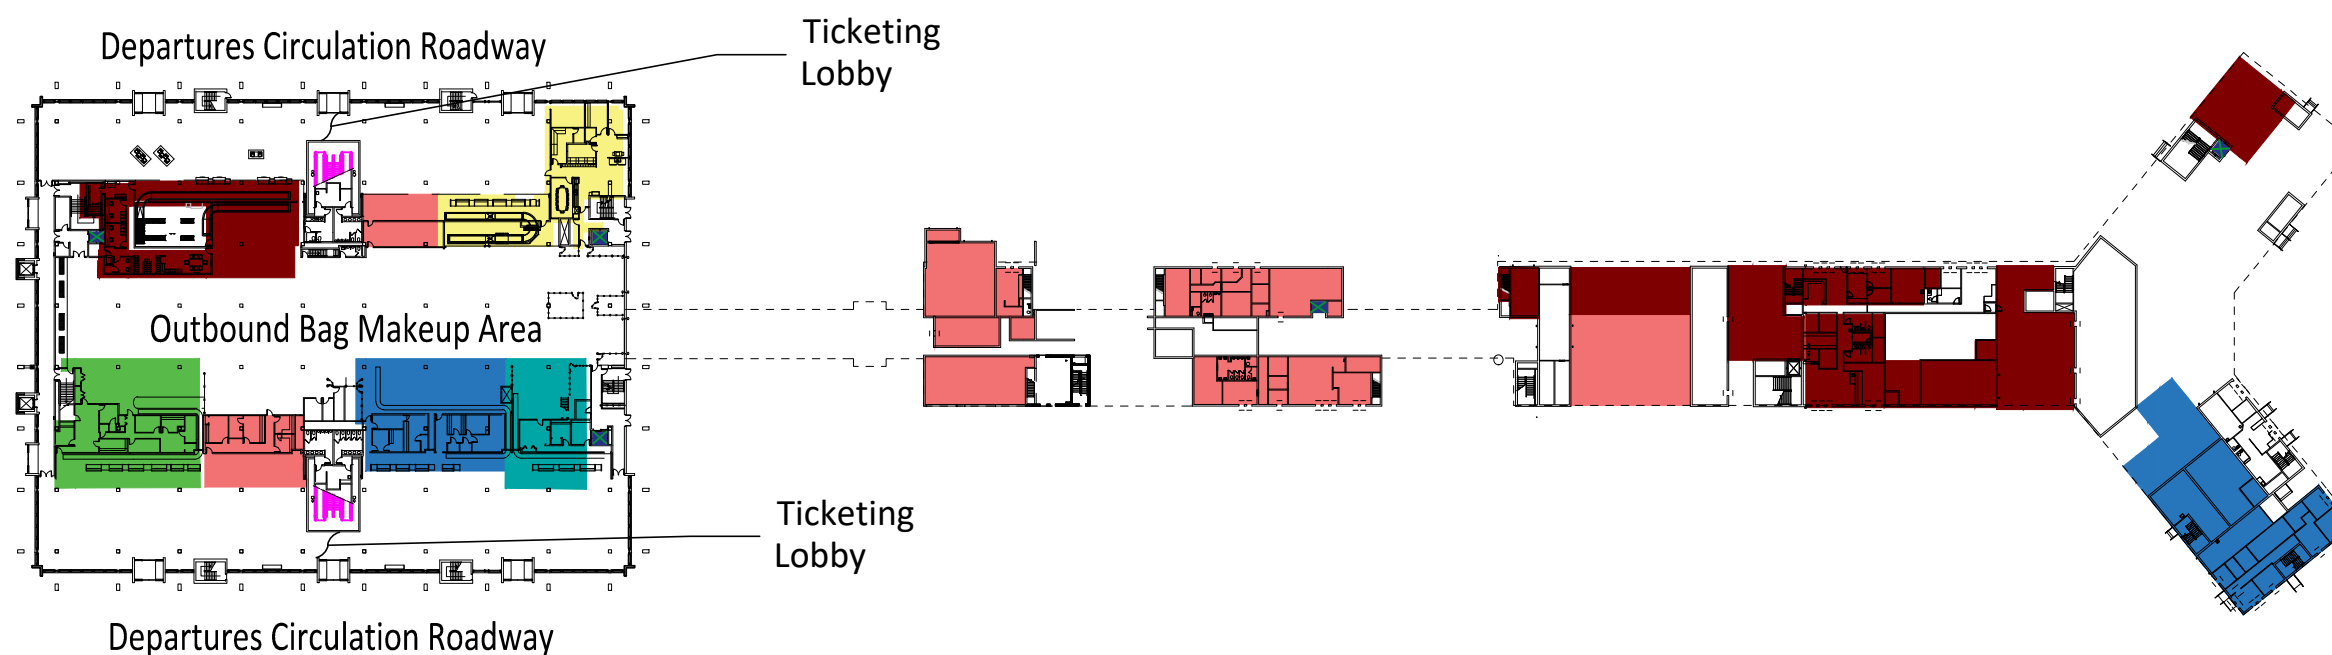 Departures Circulation Roadway
Ticketing
Lobby
Outbound Bag Makeup Area
Ticketing
Lobby
Departures Circulation Roadway